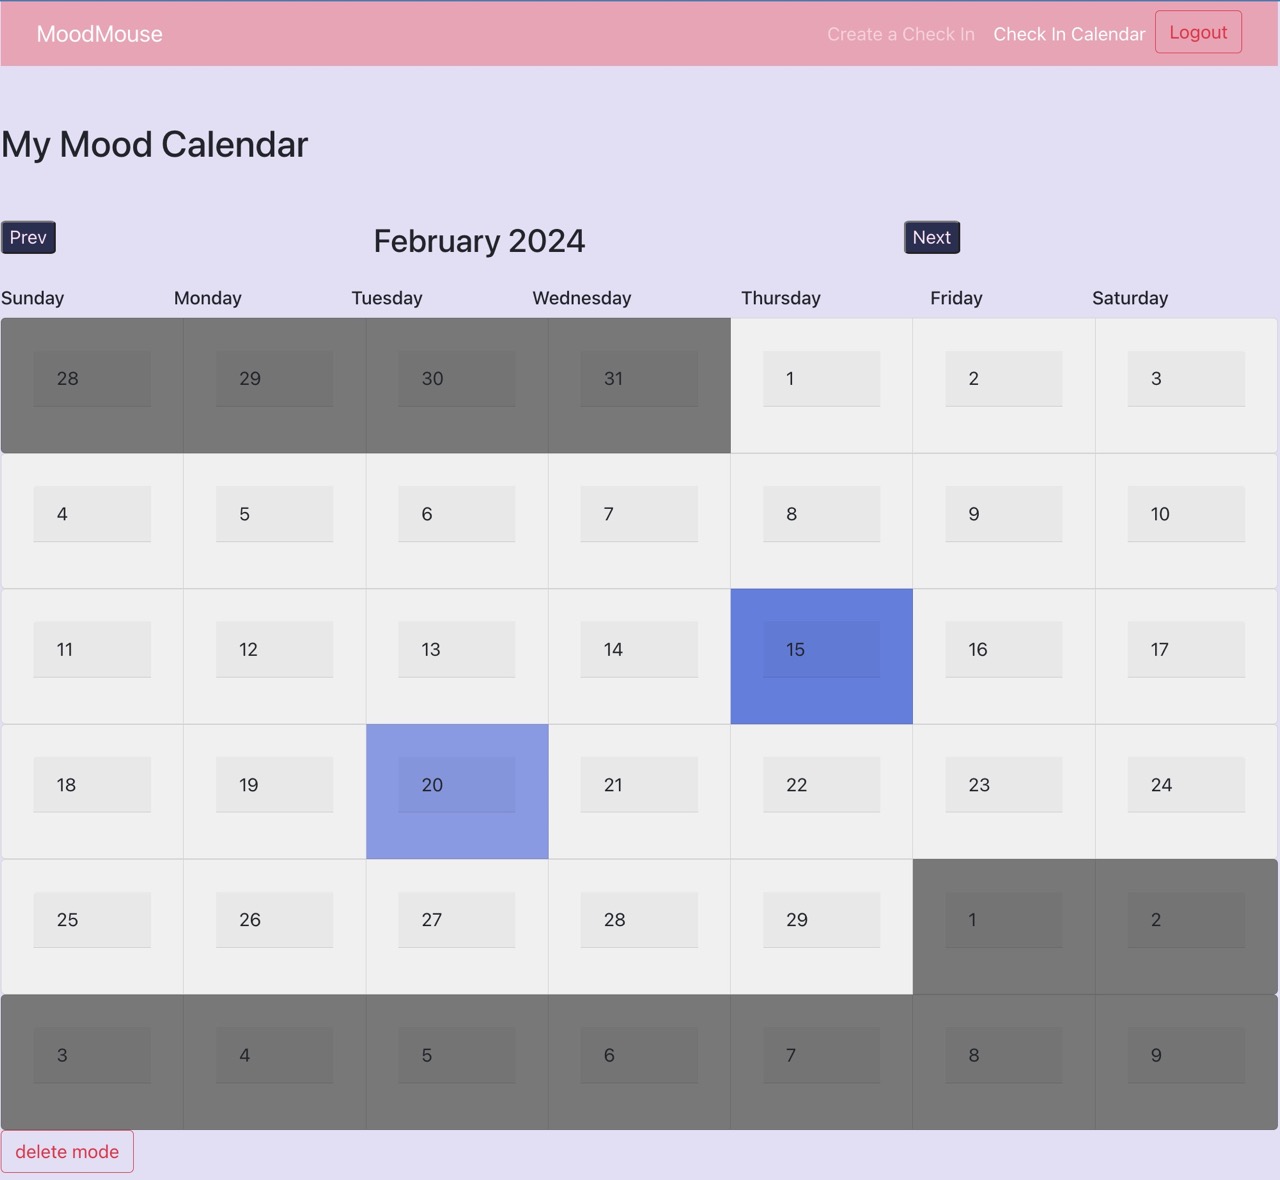 MoodMouse Create a Check In Check In Calendar Logout
My Mood Calendar
Prev February 2024 Next
Sunday Monday Tuesday Wednesday Thursday Friday Saturday
28 29 30 31 1 2 3
4 5 6 7 8 9 10
11 12 13 14 15 16 17
18 19 20 21 22 23 24
25 26 27 28 29 1 2
3 4 5 6 7 8 9
delete mode